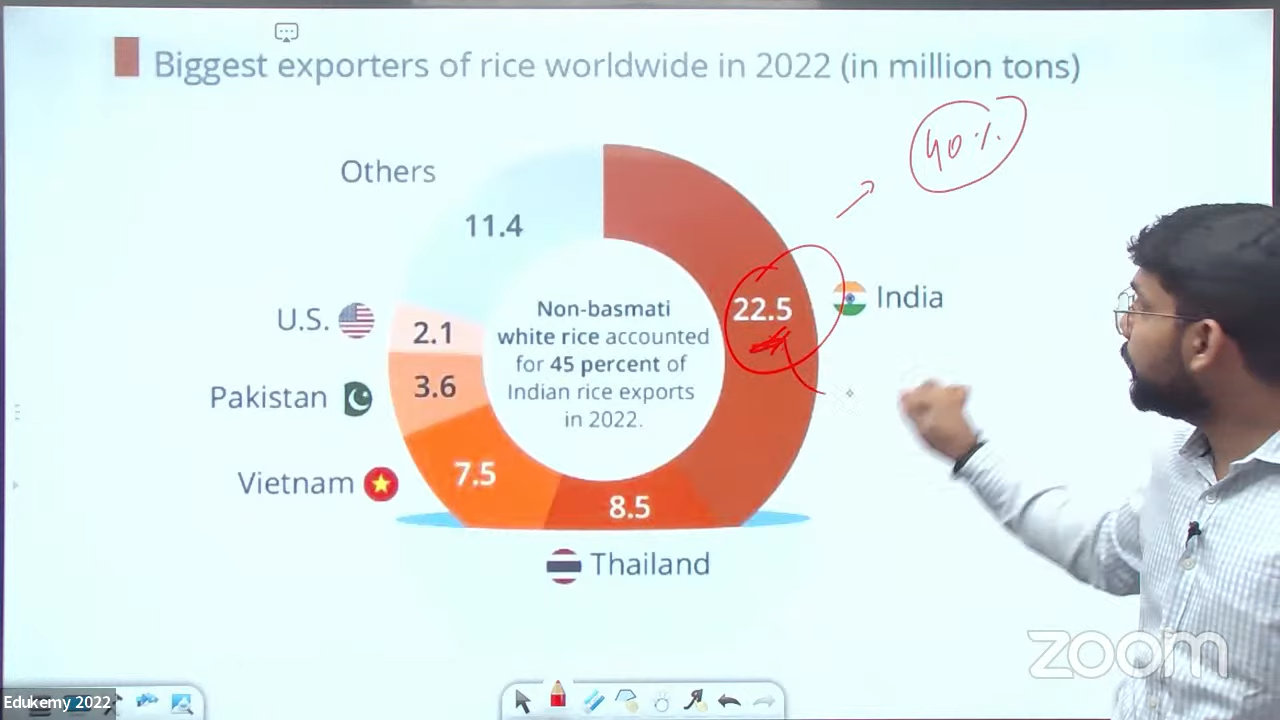 Biggest exporters of rice worldwide in 2022 (in million tons)
40%
Others
11.4
22.5
India
U.S.
2.1
Non-basmati
white rice accounted
for 45 percent of
Indian rice exports
in 2022.
Pakistan
3.6
Vietnam
7.5
8.5
Thailand
zoom
Edukemy 2022